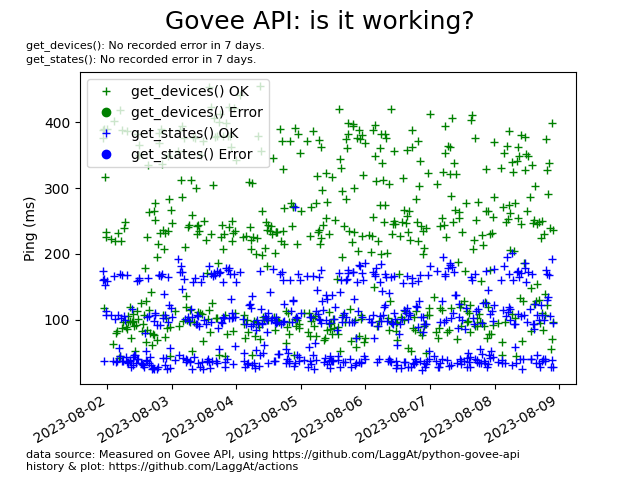 Govee API: is it working?
get_devices(): No recorded error in 7 days.
get_states(): No recorded error in 7 days.
get_devices() OK
get_devices() Error
get_states() OK
get_states() Error
Ping (ms)
400
300
200
100
2023-08-02
2023-08-03
2023-08-04
2023-08-05
2023-08-06
2023-08-07
2023-08-08
2023-08-09
data source: Measured on Govee API, using https://github.com/LaggAt/python-govee-api
history & plot: https://github.com/LaggAt/actions